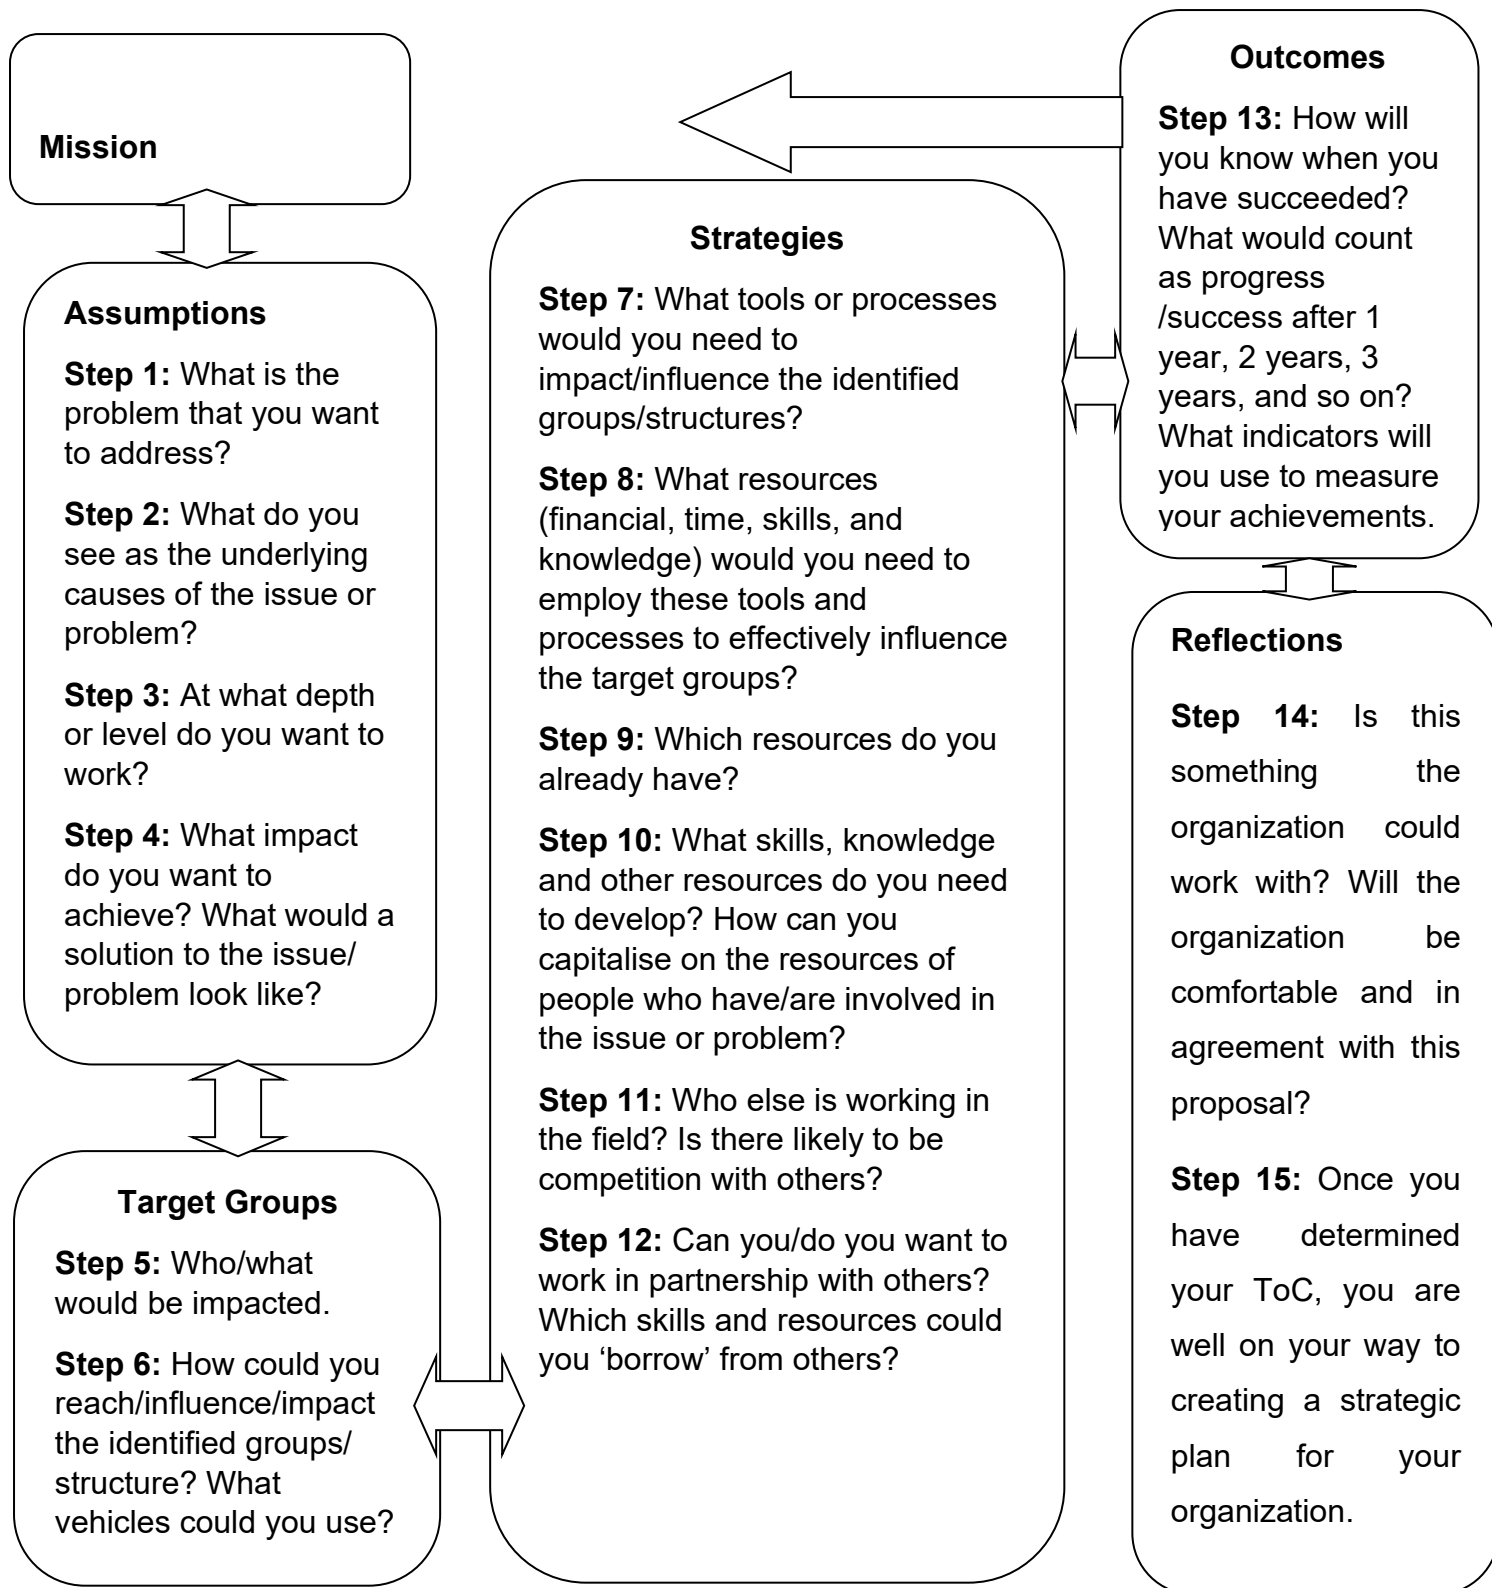 Mission
Assumptions
Step 1: What is the
problem that you want
to address?
Step 2: What do you
see as the underlying
causes of the issue or
problem?
Step 3: At what depth
or level do you want to
work?
Step 4: What impact
do you want to
achieve? What would a
solution to the issue/
problem look like?
Target Groups
Step 5: Who/what
would be impacted.
Step 6: How could you
reach/influence/impact
the identified groups/
structure? What
vehicles could you use?
Strategies
Step 7: What tools or processes
would you need to
impact/influence the identified
groups/structures?
Step 8: What resources
(financial, time, skills, and
knowledge) would you need to
employ these tools and
processes to effectively influence
the target groups?
Step 9: Which resources do you
already have?
Step 10: What skills, knowledge
and other resources do you need
to develop? How can you
capitalise on the resources of
people who have/are involved in
the issue or problem?
Step 11: Who else is working in
the field? Is there likely to be
competition with others?
Step 12: Can you/do you want to
work in partnership with others?
Which skills and resources could
you ‘borrow’ from others?
Outcomes
Step 13: How will
you know when you
have succeeded?
What would count
as progress
/success after 1
year, 2 years, 3
years, and so on?
What indicators will
you use to measure
your achievements.
Reflections
Step 14: Is this
something the
organization could
work with? Will the
organization be
comfortable and in
agreement with this
proposal?
Step 15: Once you
have determined
your ToC, you are
well on your way to
creating a strategic
plan for your
organization.